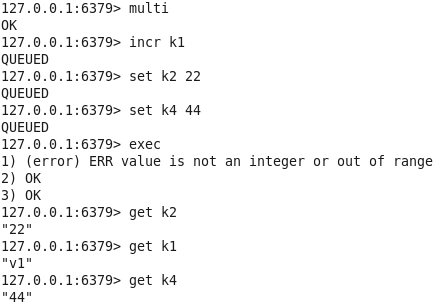 127.0.0.1:6379> multi
OK
127.0.0.1:6379> incr k1
QUEUED
127.0.0.1:6379> set k2 22
QUEUED
127.0.0.1:6379> set k4 44
QUEUED
127.0.0.1:6379> exec
1) (error) ERR value is not an integer or out of range
2) OK
3) OK
127.0.0.1:6379> get k2
"22"
127.0.0.1:6379> get k1
"v1"
127.0.0.1:6379> get k4
"44"